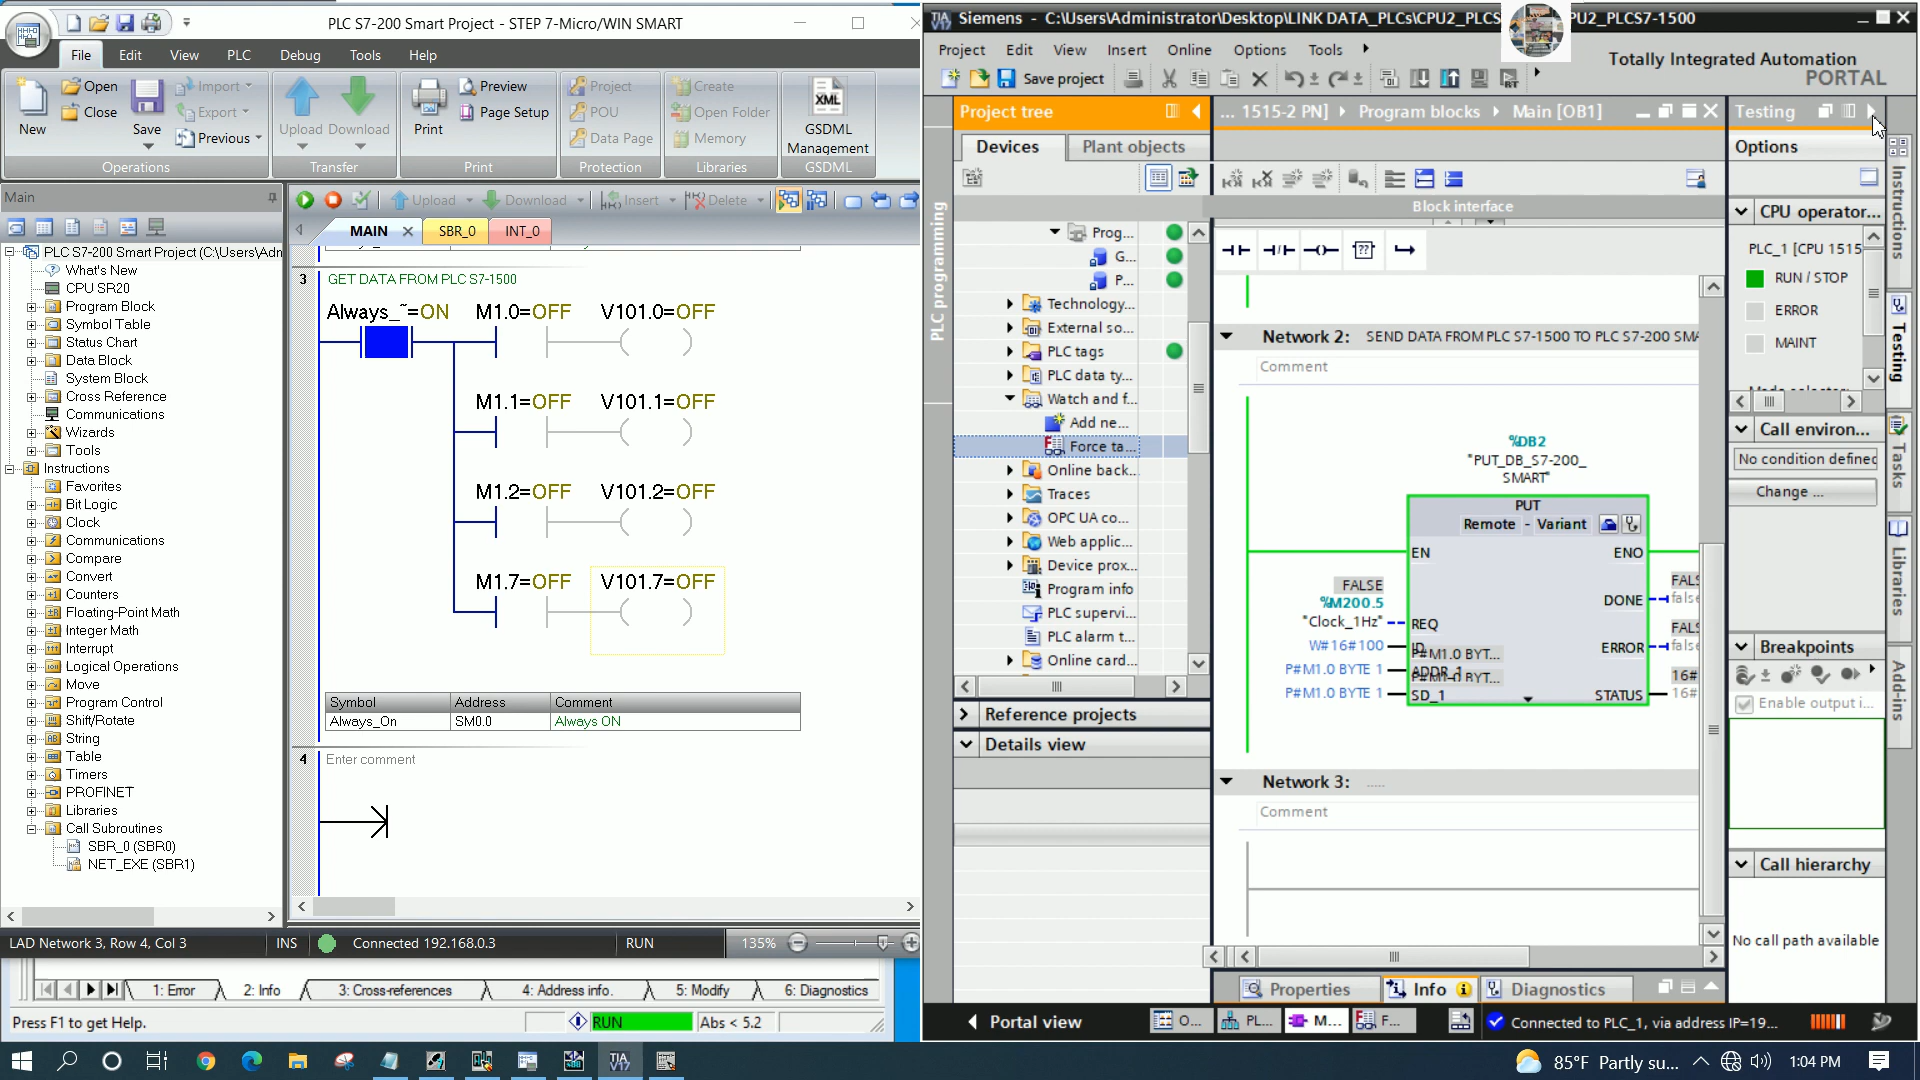 PLC S7-200 Smart Project - STEP 7-Micro/WIN SMART
File Edit View PLC Debug Tools Help
New
Open
Close
Save
Import
Export
Previous
Operations
Upload Download
Transfer
Print
Preview
Page Setup
Print
Project
POU
Data Page
Protection
Create
Open Folder
Memory
Libraries
XML
GSDML
Management
GSDML
Main
Upload Download Insert Delete
MAIN SBR_0 INT_0
PLC S7-200 Smart Project (C:\Users\Adn
What's New
CPU SR20
Program Block
Symbol Table
Status Chart
Data Block
System Block
Cross Reference
Communications
Wizards
Tools
Instructions
Favorites
Bit Logic
Clock
Communications
Compare
Convert
Counters
Floating-Point Math
Integer Math
Interrupt
Logical Operations
Move
Program Control
Shift/Rotate
String
Table
Timers
PROFINET
Libraries
Call Subroutines
SBR_0 (SBR0)
NET_EXE (SBR1)
3 GET DATA FROM PLC S7-1500
Always_~=ON M1.0=OFF V101.0=OFF
M1.1=OFF V101.1=OFF
M1.2=OFF V101.2=OFF
M1.7=OFF V101.7=OFF
Symbol Address Comment
Always_On SM0.0 Always ON
4 Enter comment
LAD Network 3, Row 4, Col 3 INS Connected 192.168.0.3 RUN 135%
1: Error 2: Info 3: Cross-references 4: Address info. 5: Modify 6: Diagnostics
Press F1 to get Help. RUN Abs < 5.2
Siemens - C:\Users\Administrator\Desktop\LINK DATA_PLCs\CPU2_PLCS PU2_PLCS7-1500
Project Edit View Insert Online Options Tools
Totally Integrated Automation
PORTAL
Save project
Project tree
... 1515-2 PN] Program blocks Main [OB1]
Testing
Devices Plant objects
Options
PLC programming
Block interface
Prog...
G...
P...
Technology...
External so...
PLC tags
PLC data ty...
Watch and f...
Add ne...
Force ta...
Online back...
Traces
OPC UA co...
Web applic...
Device prox...
Program info
PLC supervi...
PLC alarm t...
Online card...
Reference projects
Details view
??
Network 2: SEND DATA FROM PLC S7-1500 TO PLC S7-200 SMA
Comment
%DB2
"PUT_DB_S7-200_
SMART"
PUT
Remote - Variant
EN ENO
FALSE
%M200.5
"Clock_1Hz" REQ
W#16#100 ID
P#M1.0 BYT...
P#M1.0 BYTE 1 ADDR_1
P#M1.0 BYT...
P#M1.0 BYTE 1 SD_1
DONE
FALS
false
ERROR
FALS
false
STATUS
16#
16#
Network 3: .....
Comment
CPU operator...
PLC_1 [CPU 1515
RUN / STOP
ERROR
MAINT
Call environ...
No condition defined
Change ...
Breakpoints
Enable output i...
Call hierarchy
No call path available
Instructions
Testing
Tasks
Libraries
Add-ins
Properties Info Diagnostics
Portal view O... PL... M... F... Connected to PLC_1, via address IP=19...
TIA
V17
85°F Partly su... 1:04 PM